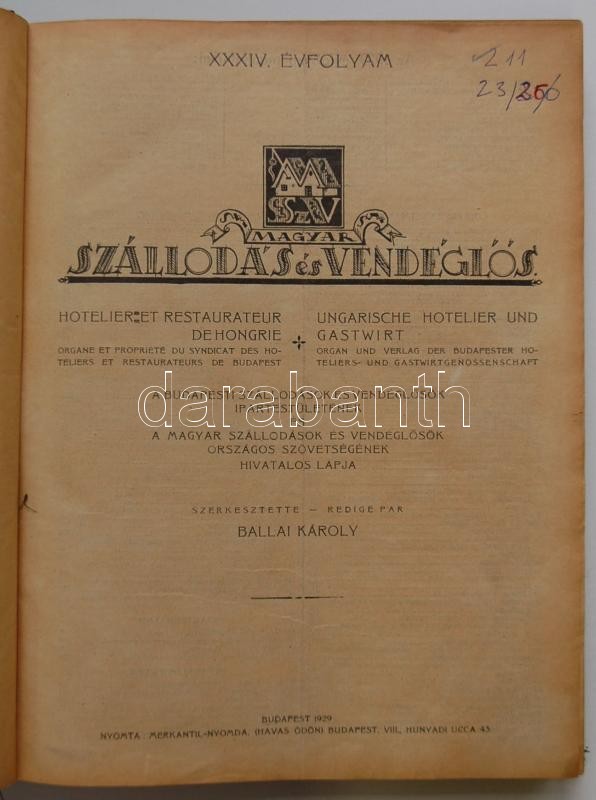 XXXIV. ÉVFOLYAM
211
23/
MAGYAR
SZÁLLODÁS és VENDÉGLŐS.
HOTELIER ET RESTAURATEUR
DE HONGRIE
ORGANE ET PROPRIÉTÉ DU SYNDICAT DES HO-
TELIERS ET RESTAURATEURS DE BUDAPEST
UNGARISCHE HOTELIER UND
GASTWIRT
ORGAN UND VERLAG DER BUDAPESTER HO-
TELIERS- UND GASTWIRTGENOSSENSCHAFT
A BUDAPESTI SZÁLLODÁSOK ÉS VENDÉGLŐSÖK
IPARTESTÜLETÉNEK
ÉS
A MAGYAR SZÁLLODÁSOK ÉS VENDÉGLŐSÖK
ORSZÁGOS SZÖVETSÉGÉNEK
HIVATALOS LAPJA
darabanth
SZERKESZTETTE — REDIGÉ PAR
BALLAI KÁROLY
BUDAPEST 1929
NYOMTA: MERKANTIL-NYOMDA, (HAVAS ÖDÖN) BUDAPEST, VIII., HUNYADI UCCA 43.